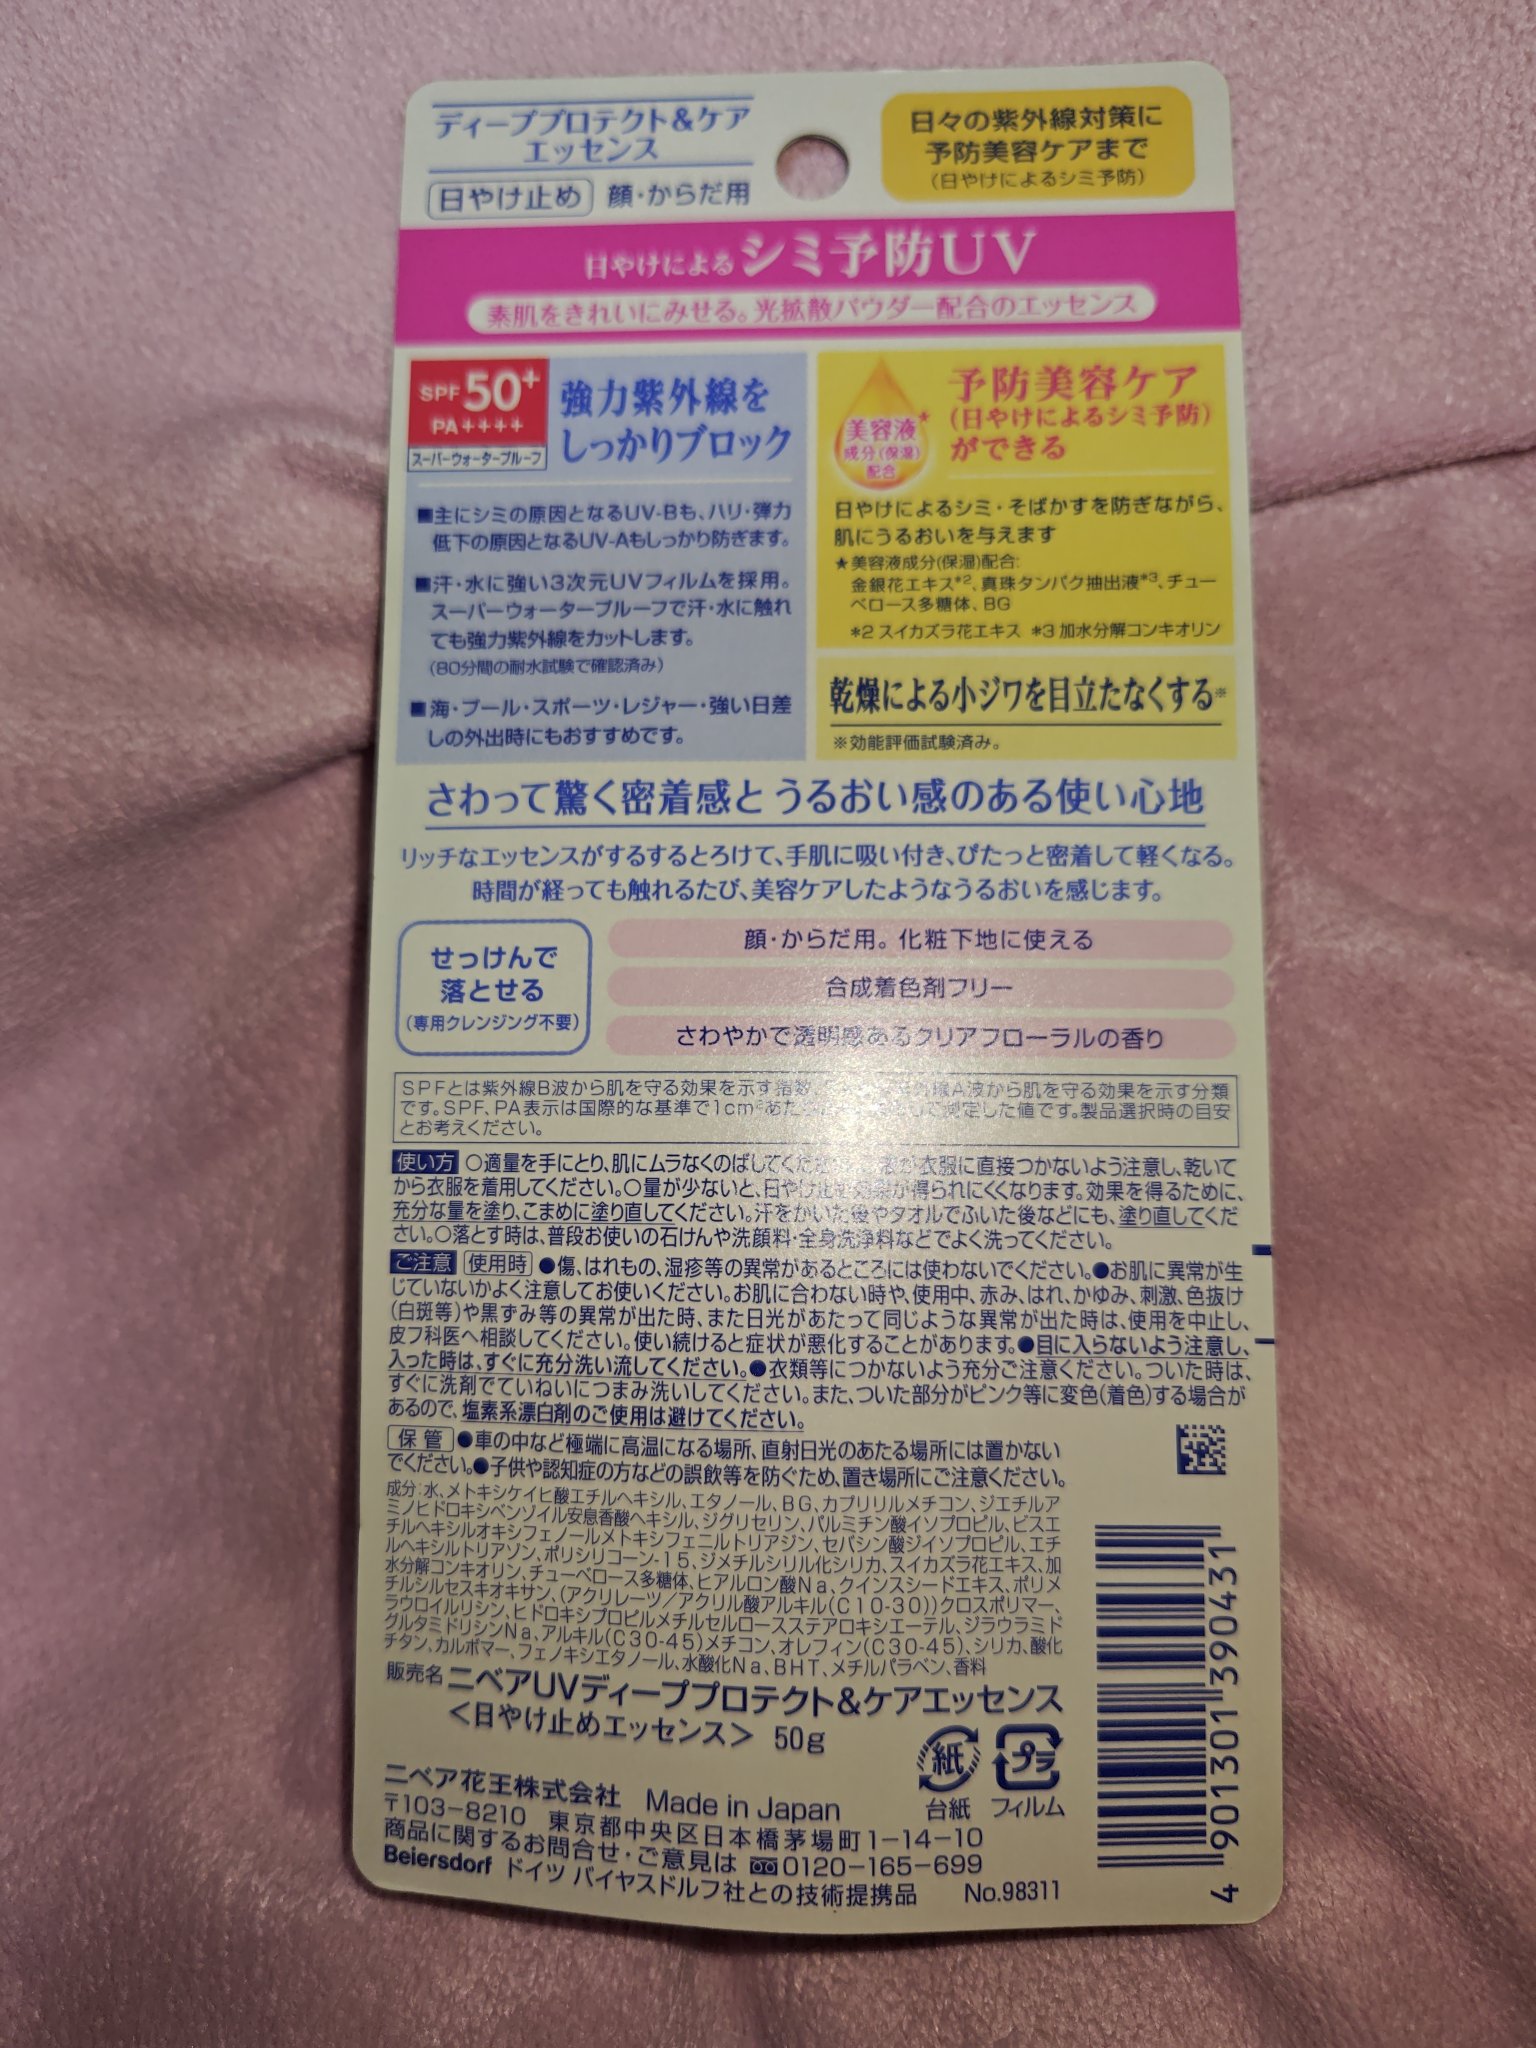 ディーププロテクト&ケア
エッセンス
日やけ止め 顔・からだ用
日々の紫外線対策に
予防美容ケアまで
(日やけによるシミ予防)
日やけによるシミ予防UV
素肌をきれいにみせる。光拡散パウダー配合のエッセンス
SPF50+
PA++++
スーパーウォータープルーフ
強力紫外線を
しっかりブロック
■主にシミの原因となるUV-Bも、ハリ・弾力
低下の原因となるUV-Aもしっかり防ぎます。
■汗・水に強い3次元UVフィルムを採用。
スーパーウォータープルーフで汗・水に触れ
ても強力紫外線をカットします。
(80分間の耐水試験で確認済み)
■海・プール・スポーツ・レジャー・強い日差
しの外出時にもおすすめです。
美容液★
成分(保湿)
配合
予防美容ケア
(日やけによるシミ予防)
ができる
日やけによるシミ・そばかすを防ぎながら、
肌にうるおいを与えます
★美容液成分(保湿)配合:
金銀花エキス*2、真珠タンパク抽出液*3、チュー
ベロース多糖体、BG
*2 スイカズラ花エキス *3 加水分解コンキオリン
乾燥による小ジワを目立たなくする※
※効能評価試験済み。
さわって驚く密着感とうるおい感のある使い心地
リッチなエッセンスがするするとろけて、手肌に吸い付き、ぴたっと密着して軽くなる。
時間が経っても触れるたび、美容ケアしたようなうるおいを感じます。
せっけんで
落とせる
(専用クレンジング不要)
顔・からだ用。化粧下地に使える
合成着色剤フリー
さわやかで透明感あるクリアフローラルの香り
SPFとは紫外線B波から肌を守る効果を示す指数、外線A波から肌を守る効果を示す分類
です。SPF、PA表示は国際的な基準で1cm²あたで測定した値です。製品選択時の目安
とお考えください。
使い方 ○適量を手にとり、肌にムラなくのばしてくだ衣服に直接つかないよう注意し、乾いて
から衣服を着用してください。○量が少ないと、日やけ止め効果が得られにくくなります。効果を得るために、
充分な量を塗り、こまめに塗り直してください。汗をかいた後やタオルでふいた後などにも、塗り直してくだ
さい。○落とす時は、普段お使いの石けんや洗顔料・全身洗浄料などでよく洗ってください。
ご注意 使用時 ●傷、はれもの、湿疹等の異常があるところには使わないでください。●お肌に異常が生
じていないかよく注意してお使いください。お肌に合わない時や、使用中、赤み、はれ、かゆみ、刺激、色抜け
(白斑等)や黒ずみ等の異常が出た時、また日光があたって同じような異常が出た時は、使用を中止し、
皮フ科医へ相談してください。使い続けると症状が悪化することがあります。●目に入らないよう注意し、
入った時は、すぐに充分洗い流してください。●衣類等につかないよう充分ご注意ください。ついた時は、
すぐに洗剤でていねいにつまみ洗いしてください。また、ついた部分がピンク等に変色(着色)する場合が
あるので、塩素系漂白剤のご使用は避けてください。
保管 ●車の中など極端に高温になる場所、直射日光のあたる場所には置かない
でください。●子供や認知症の方などの誤飲等を防ぐため、置き場所にご注意ください。
成分:水、メトキシケイヒ酸エチルヘキシル、エタノール、BG、カプリリルメチコン、ジエチルア
ミノヒドロキシベンゾイル安息香酸ヘキシル、ジグリセリン、パルミチン酸イソプロピル、ビスエ
チルヘキシルオキシフェノールメトキシフェニルトリアジン、セバシン酸ジイソプロピル、エチ
ルヘキシルトリアゾン、ポリシリコーン-15、ジメチルシリル化シリカ、スイカズラ花エキス、加
水分解コンキオリン、チューベロース多糖体、ヒアルロン酸Na、クインスシードエキス、ポリメ
チルシルセスキオキサン、(アクリレーツ/アクリル酸アルキル(C10-30))クロスポリマー、
ラウロイルリシン、ヒドロキシプロピルメチルセルロースステアロキシエーテル、ジラウラミド
グルタミドリシンNa、アルキル(C30-45)メチコン、オレフィン(C30-45)、シリカ、酸化
チタン、カルボマー、フェノキシエタノール、水酸化Na、BHT、メチルパラベン、香料
販売名 ニベアUVディーププロテクト&ケアエッセンス
<日やけ止めエッセンス> 50g
紙 プラ
台紙 フィルム
ニベア花王株式会社 Made in Japan
〒103-8210 東京都中央区日本橋茅場町1-14-10
商品に関するお問合せ・ご意見は 0120-165-699
Beiersdorf ドイツ バイヤスドルフ社との技術提携品 No.98311
4 901301 390431